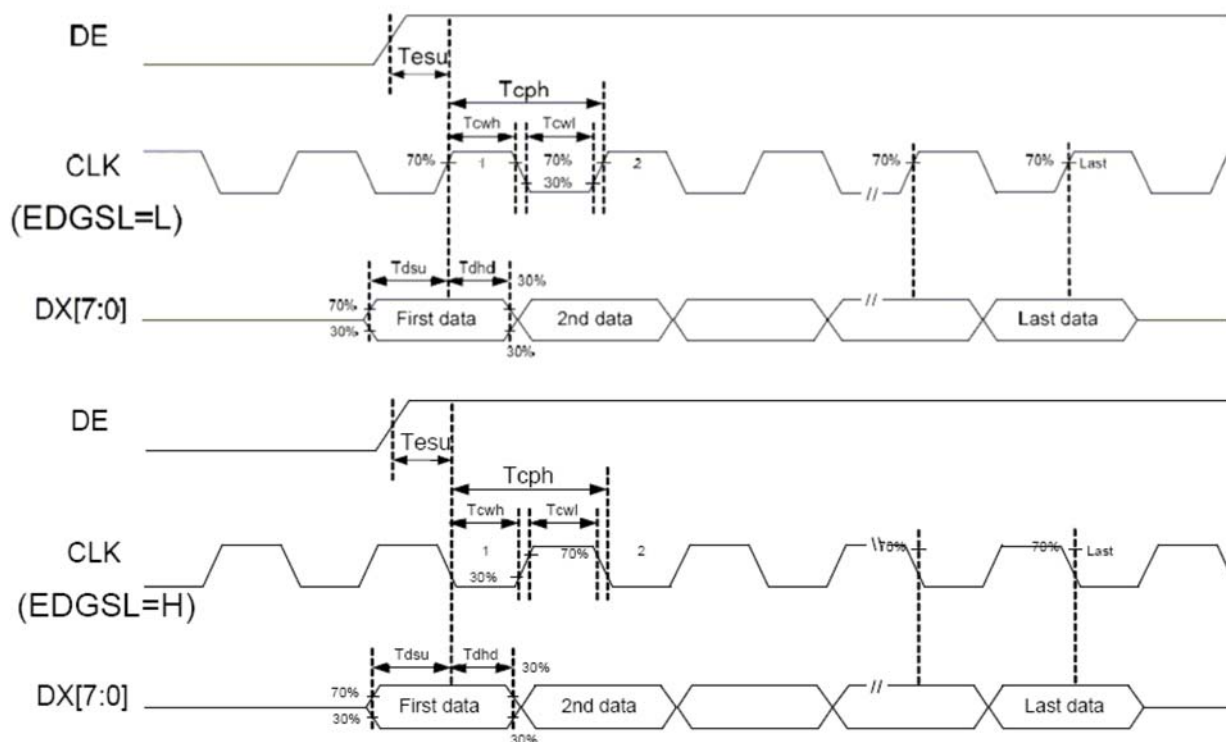 DE
Tesu
Tcph
Tcwh Tcwl
CLK 70% 1 70% 2 70% 70% Last
30%
(EDGSL=L) //
Tdsu Tdhd 30%
DX[7:0] 70% First data 2nd data // Last data
30% 30%
DE
Tesu
Tcph
Tcwh Tcwl
CLK 1 70% 2 \\ 70% 70% Last
30%
(EDGSL=H)
Tdsu Tdhd 30%
DX[7:0] 70% First data 2nd data // Last data
30% 30%